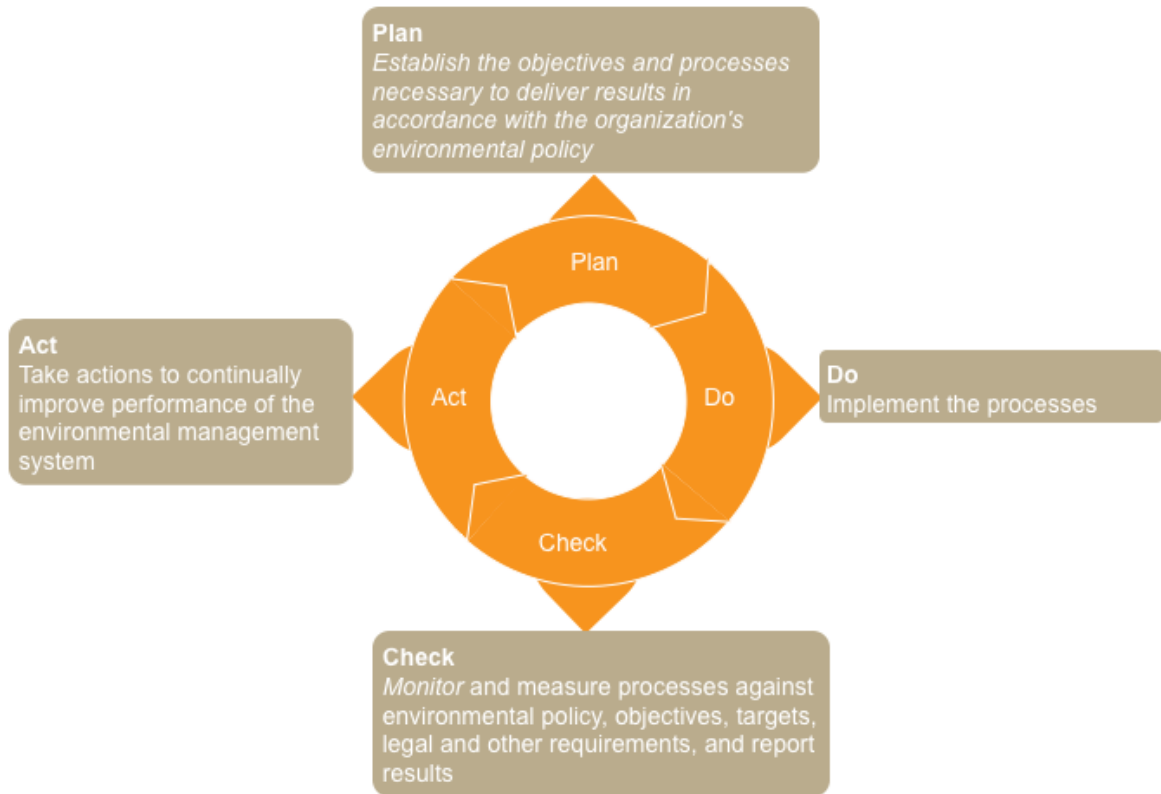 Plan
Establish the objectives and processes
necessary to deliver results in
accordance with the organization's
environmental policy
Plan
Act
Take actions to continually
improve performance of the
environmental management
system
Act
Do
Do
Implement the processes
Check
Check
Monitor and measure processes against
environmental policy, objectives, targets,
legal and other requirements, and report
results